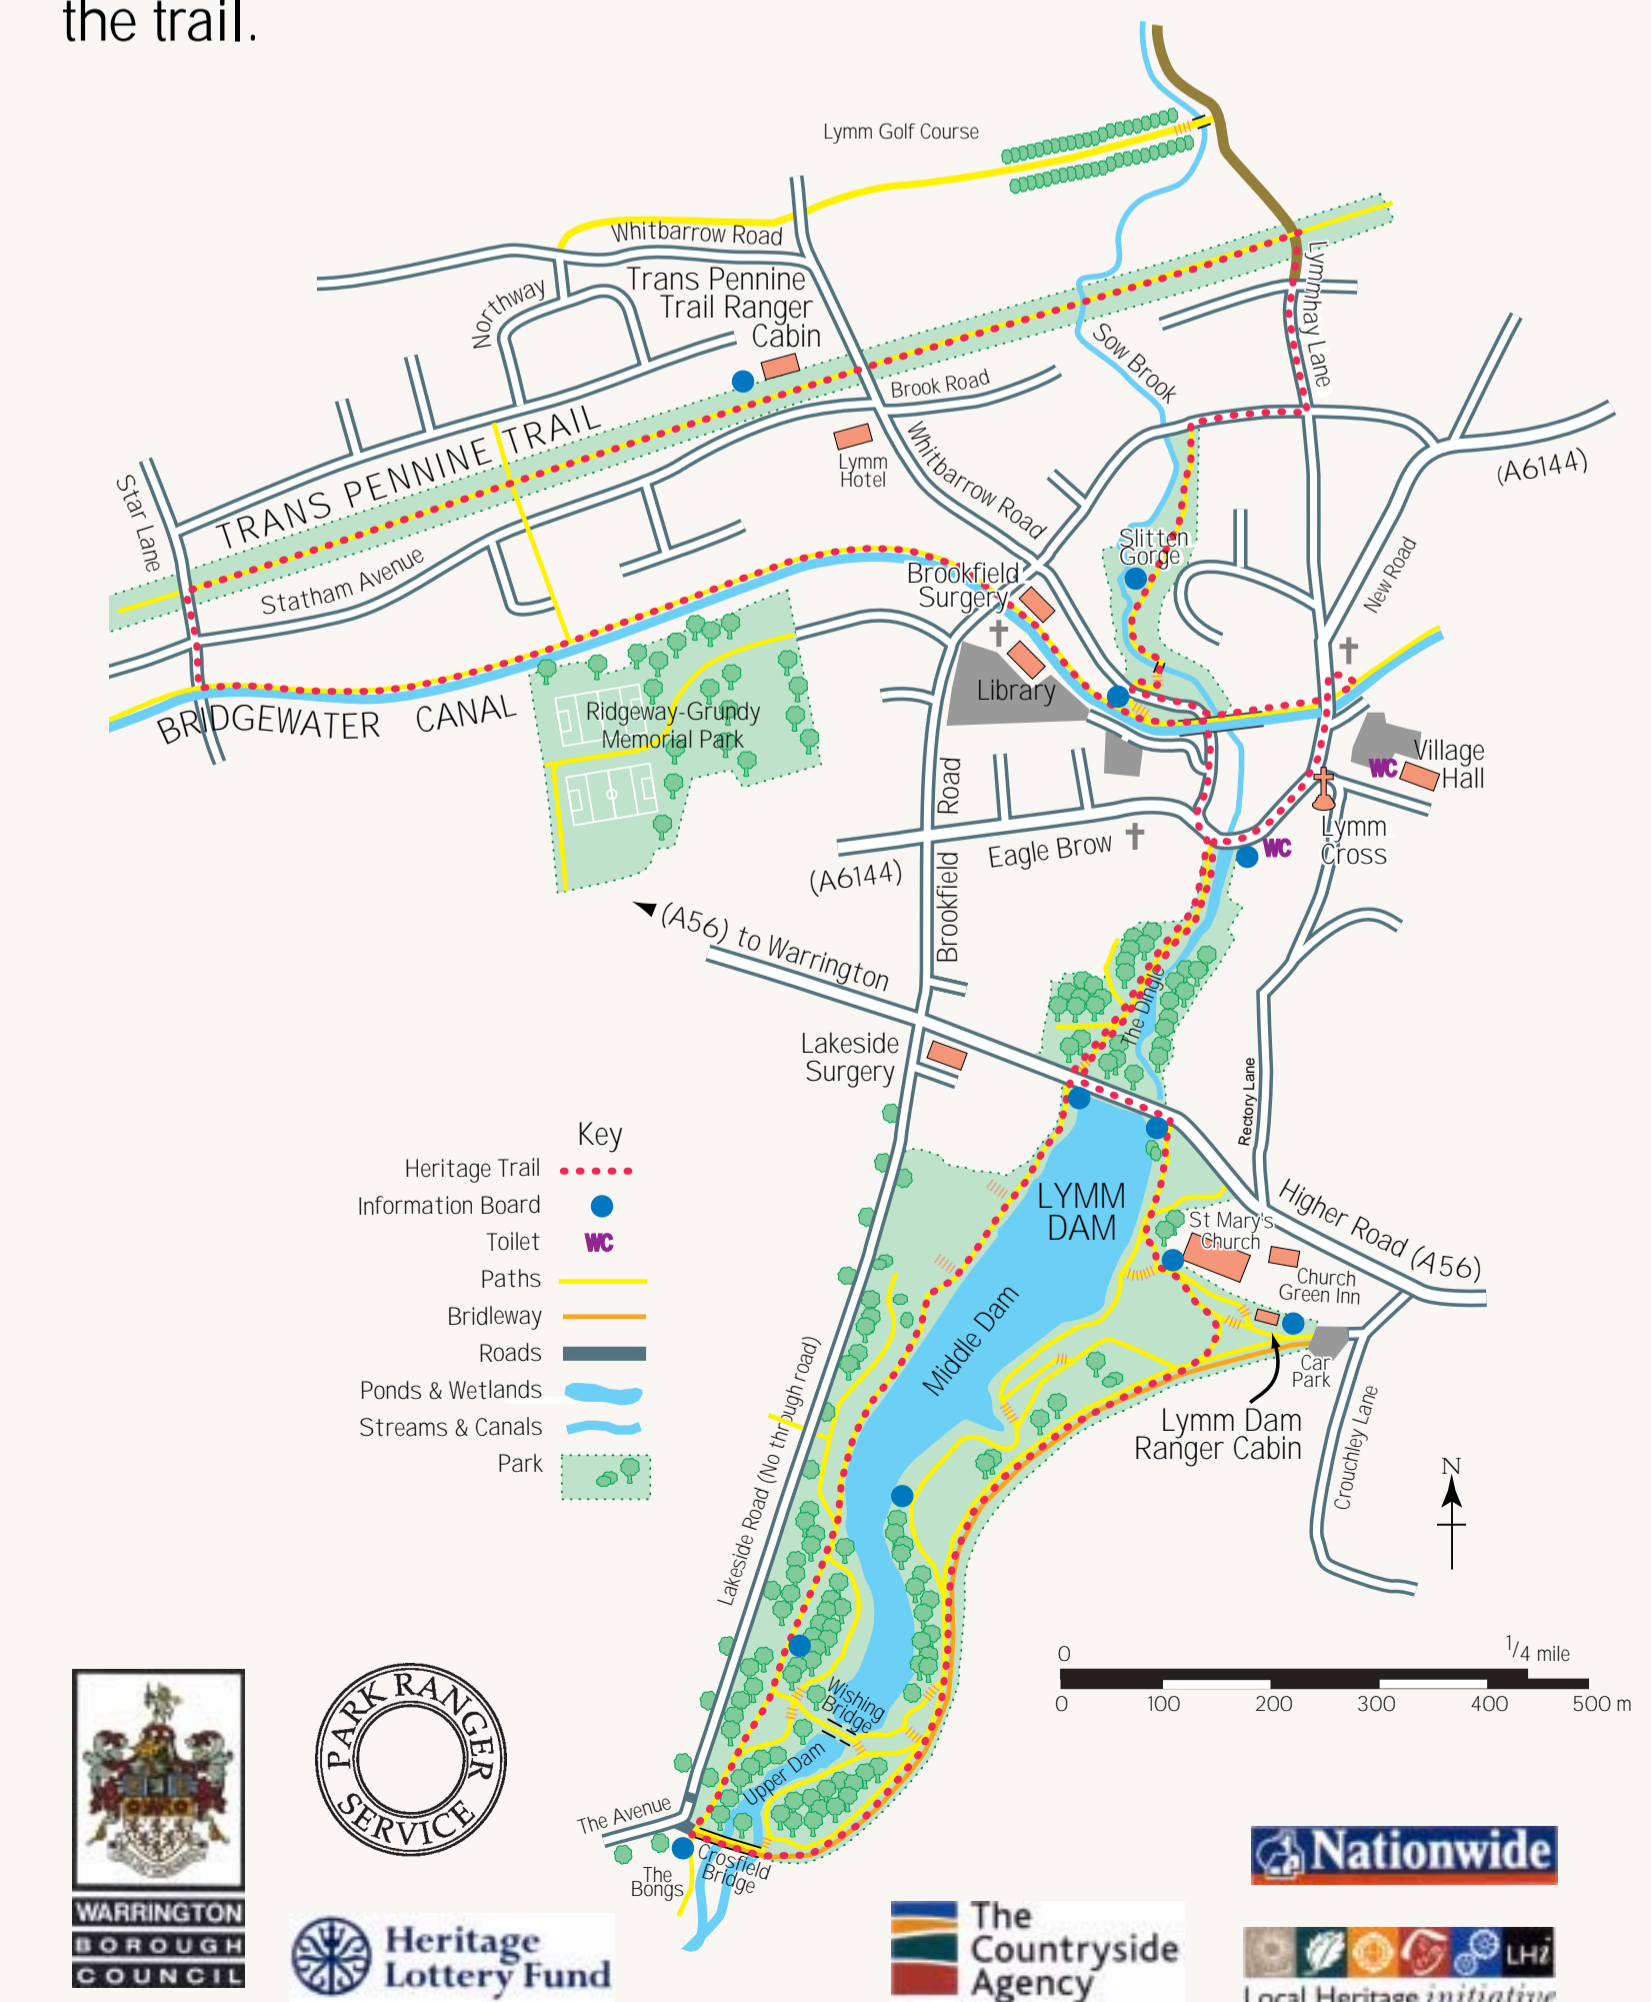 the trail.
Lymm Golf Course
Whitbarrow Road
Trans Pennine
Trail Ranger
Cabin
Northway
Lymmhay Lane
Sow Brook
Brook Road
Star Lane
TRANS PENNINE TRAIL
Lymm
Hotel
Whitbarrow Road
(A6144)
Statham Avenue
Slitten
Gorge
New Road
Brookfield
Surgery
Library
BRIDGEWATER CANAL
Ridgeway-Grundy
Memorial Park
Village
Hall
WC
Lymm
Cross
WC
Eagle Brow
(A6144)
Brookfield Road
(A56) to Warrington
The Dingle
Lakeside
Surgery
Rectory Lane
Key
Heritage Trail
Information Board
Toilet WC
Paths
Bridleway
Roads
Ponds & Wetlands
Streams & Canals
Park
LYMM
DAM
St Mary's
Church
Higher Road (A56)
Church
Green Inn
Middle Dam
Car
Park
Lymm Dam
Ranger Cabin
Crouchley Lane
Lakeside Road (No through road)
N
0 1/4 mile
0 100 200 300 400 500 m
Wishing
Bridge
Upper Dam
The Avenue
Crosfield
Bridge
The
Bongs
PARK RANGER
SERVICE
WARRINGTON
BOROUGH
COUNCIL
Heritage
Lottery Fund
The
Countryside
Agency
Nationwide
LHi
Local Heritage initiative